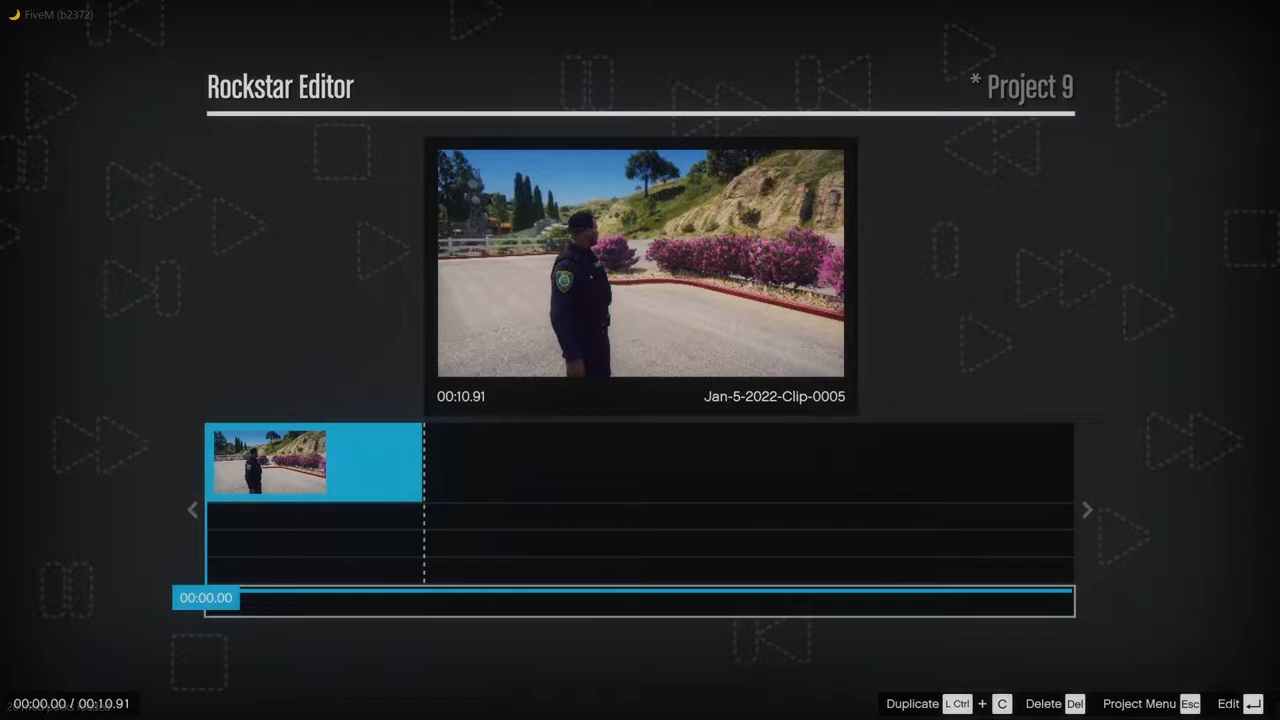 FiveM (b2372)
Rockstar Editor
* Project 9
00:10.91
Jan-5-2022-Clip-0005
00:00.00
00:00.00 / 00:10.91
Duplicate L Ctrl + C Delete Del Project Menu Esc Edit